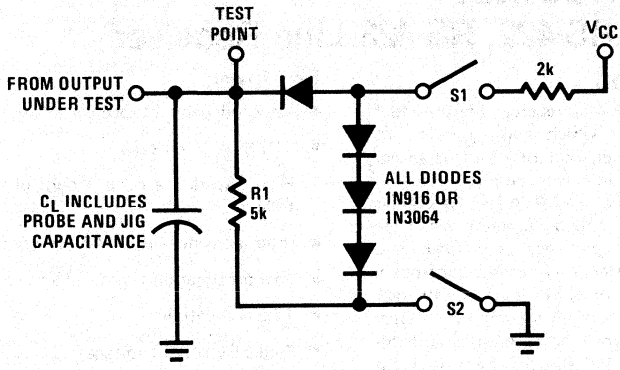 TEST
POINT
VCC
FROM OUTPUT
UNDER TEST
S1
2k
R1
5k
ALL DIODES
1N916 OR
1N3064
CL INCLUDES
PROBE AND JIG
CAPACITANCE
S2